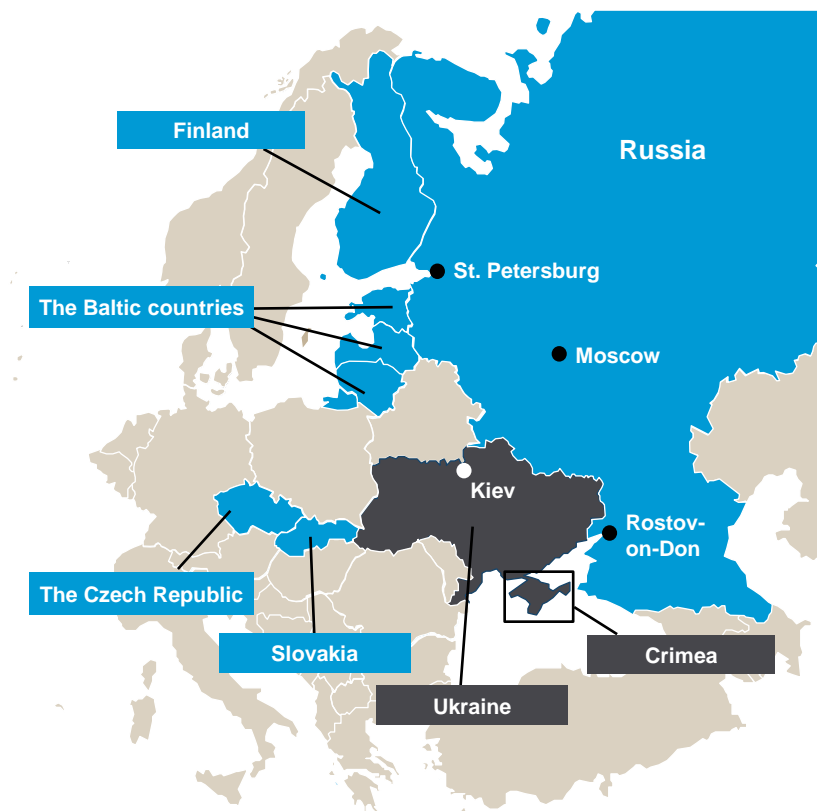 Finland
Russia
St. Petersburg
The Baltic countries
Moscow
Kiev
Rostov-
on-Don
The Czech Republic
Slovakia
Crimea
Ukraine